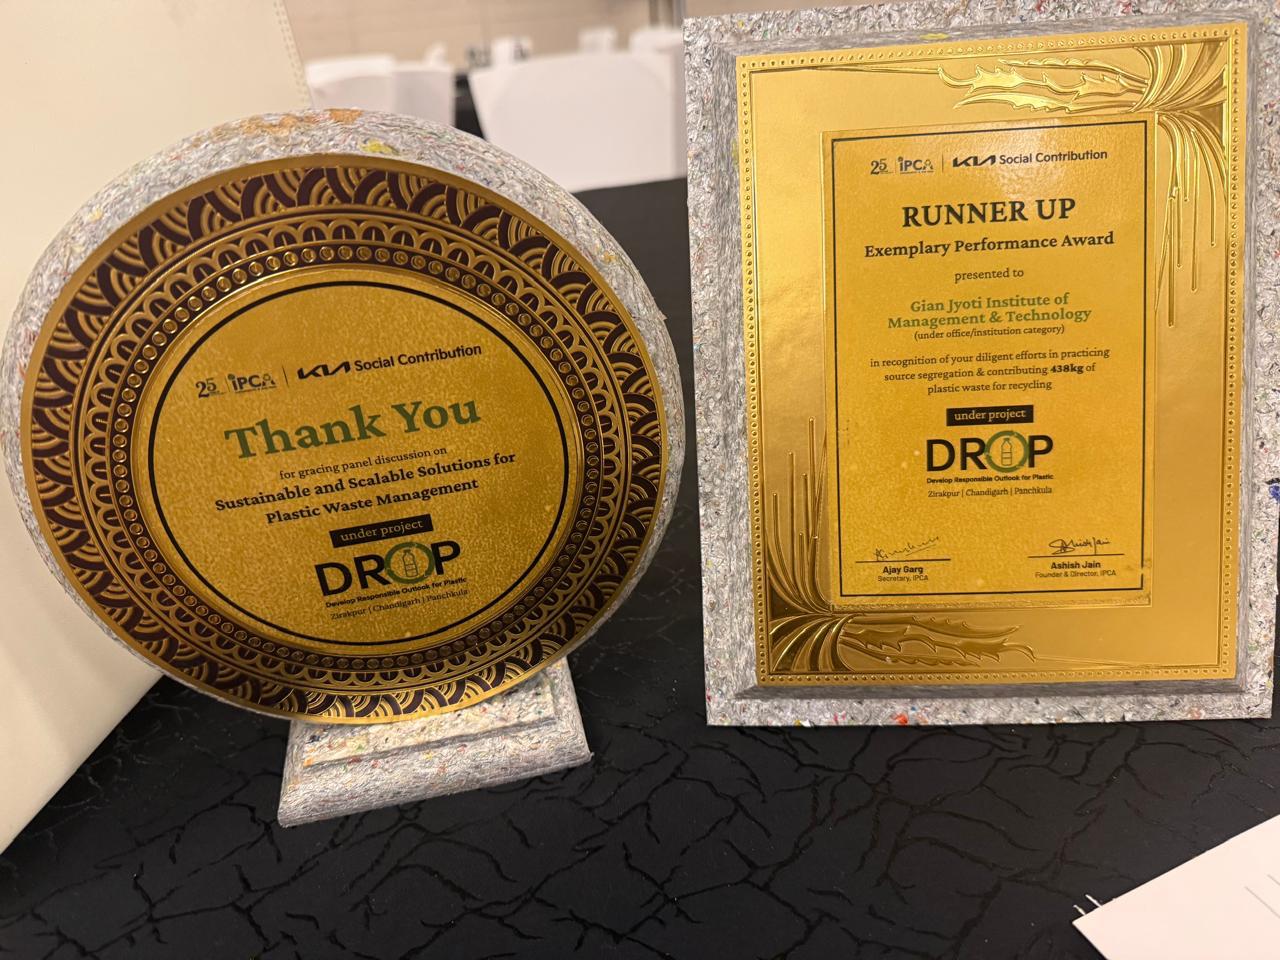 25 iPCA | KIA Social Contribution
Thank You
for gracing panel discussion on
Sustainable and Scalable Solutions for
Plastic Waste Management
under project
DROP
Develop Responsible Outlook for Plastic
Zirakpur | Chandigarh | Panchkula
25 iPCA | KIA Social Contribution
RUNNER UP
Exemplary Performance Award
presented to
Gian Jyoti Institute of
Management & Technology
(under office/institution category)
in recognition of your diligent efforts in practicing
source segregation & contributing 438kg of
plastic waste for recycling
under project
DROP
Develop Responsible Outlook for Plastic
Zirakpur | Chandigarh | Panchkula
Ajay Garg
Secretary, IPCA
Ashish Jain
Founder & Director, IPCA